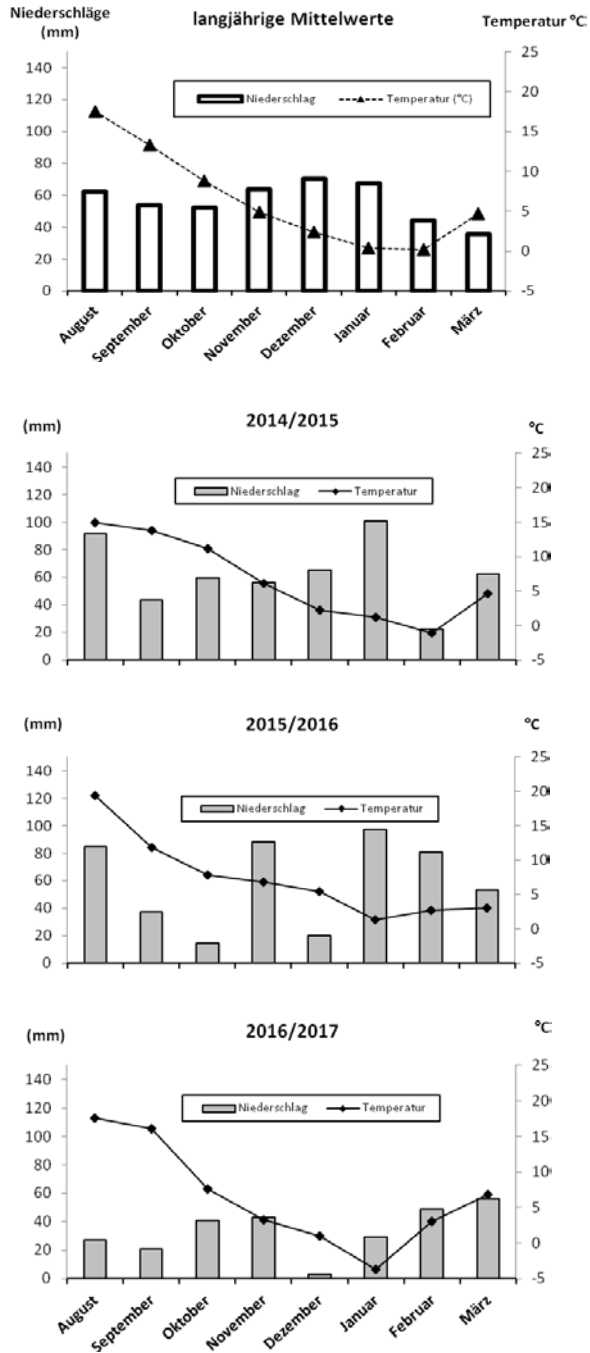 Niederschläge (mm)
langjährige Mittelwerte
Temperatur °C
Niederschlag
Temperatur (°C)
140
120
100
80
60
40
20
0
25
20
15
10
5
0
-5
August
September
Oktober
November
Dezember
Januar
Februar
März
(mm)
2014/2015
°C
Niederschlag
Temperatur
140
120
100
80
60
40
20
0
25
20
15
10
5
0
-5
(mm)
2015/2016
°C
Niederschlag
Temperatur
140
120
100
80
60
40
20
0
25
20
15
10
5
0
-5
(mm)
2016/2017
°C
Niederschlag
Temperatur
140
120
100
80
60
40
20
0
25
20
15
10
5
0
-5
August
September
Oktober
November
Dezember
Januar
Februar
März